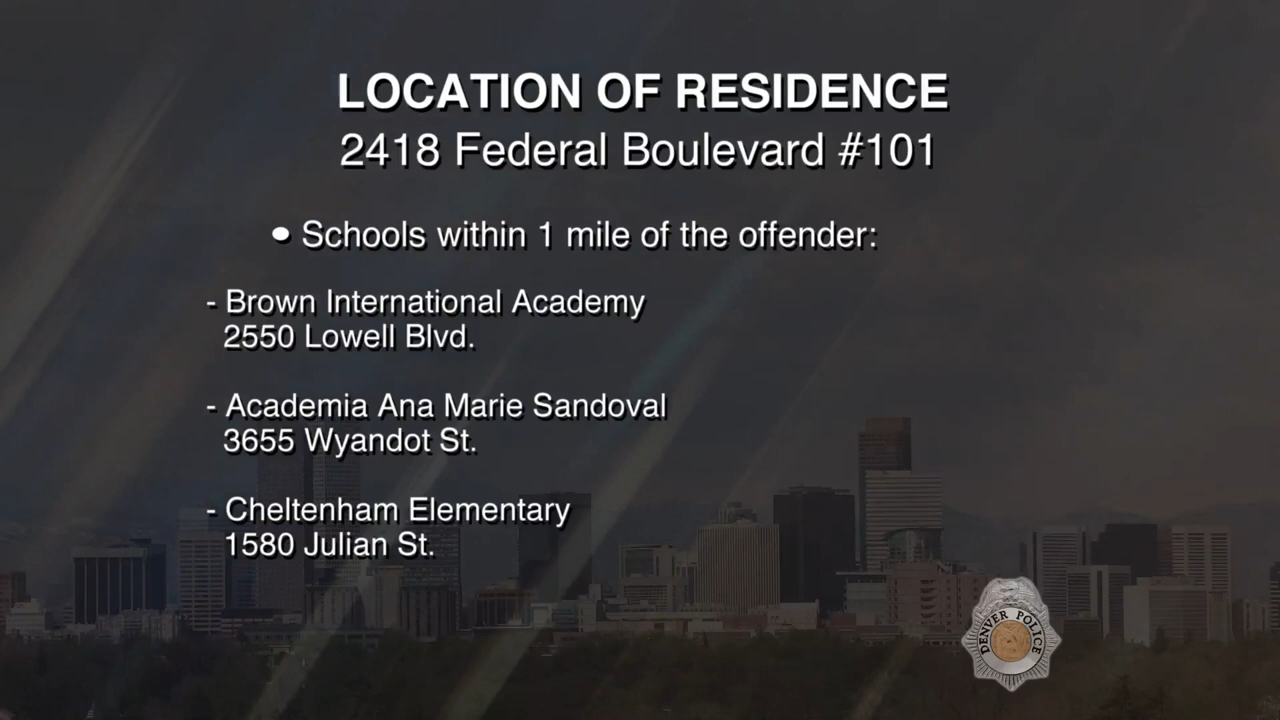 LOCATION OF RESIDENCE
2418 Federal Boulevard #101
• Schools within 1 mile of the offender:
- Brown International Academy
2550 Lowell Blvd.
- Academia Ana Marie Sandoval
3655 Wyandot St.
- Cheltenham Elementary
1580 Julian St.
DENVER POLICE